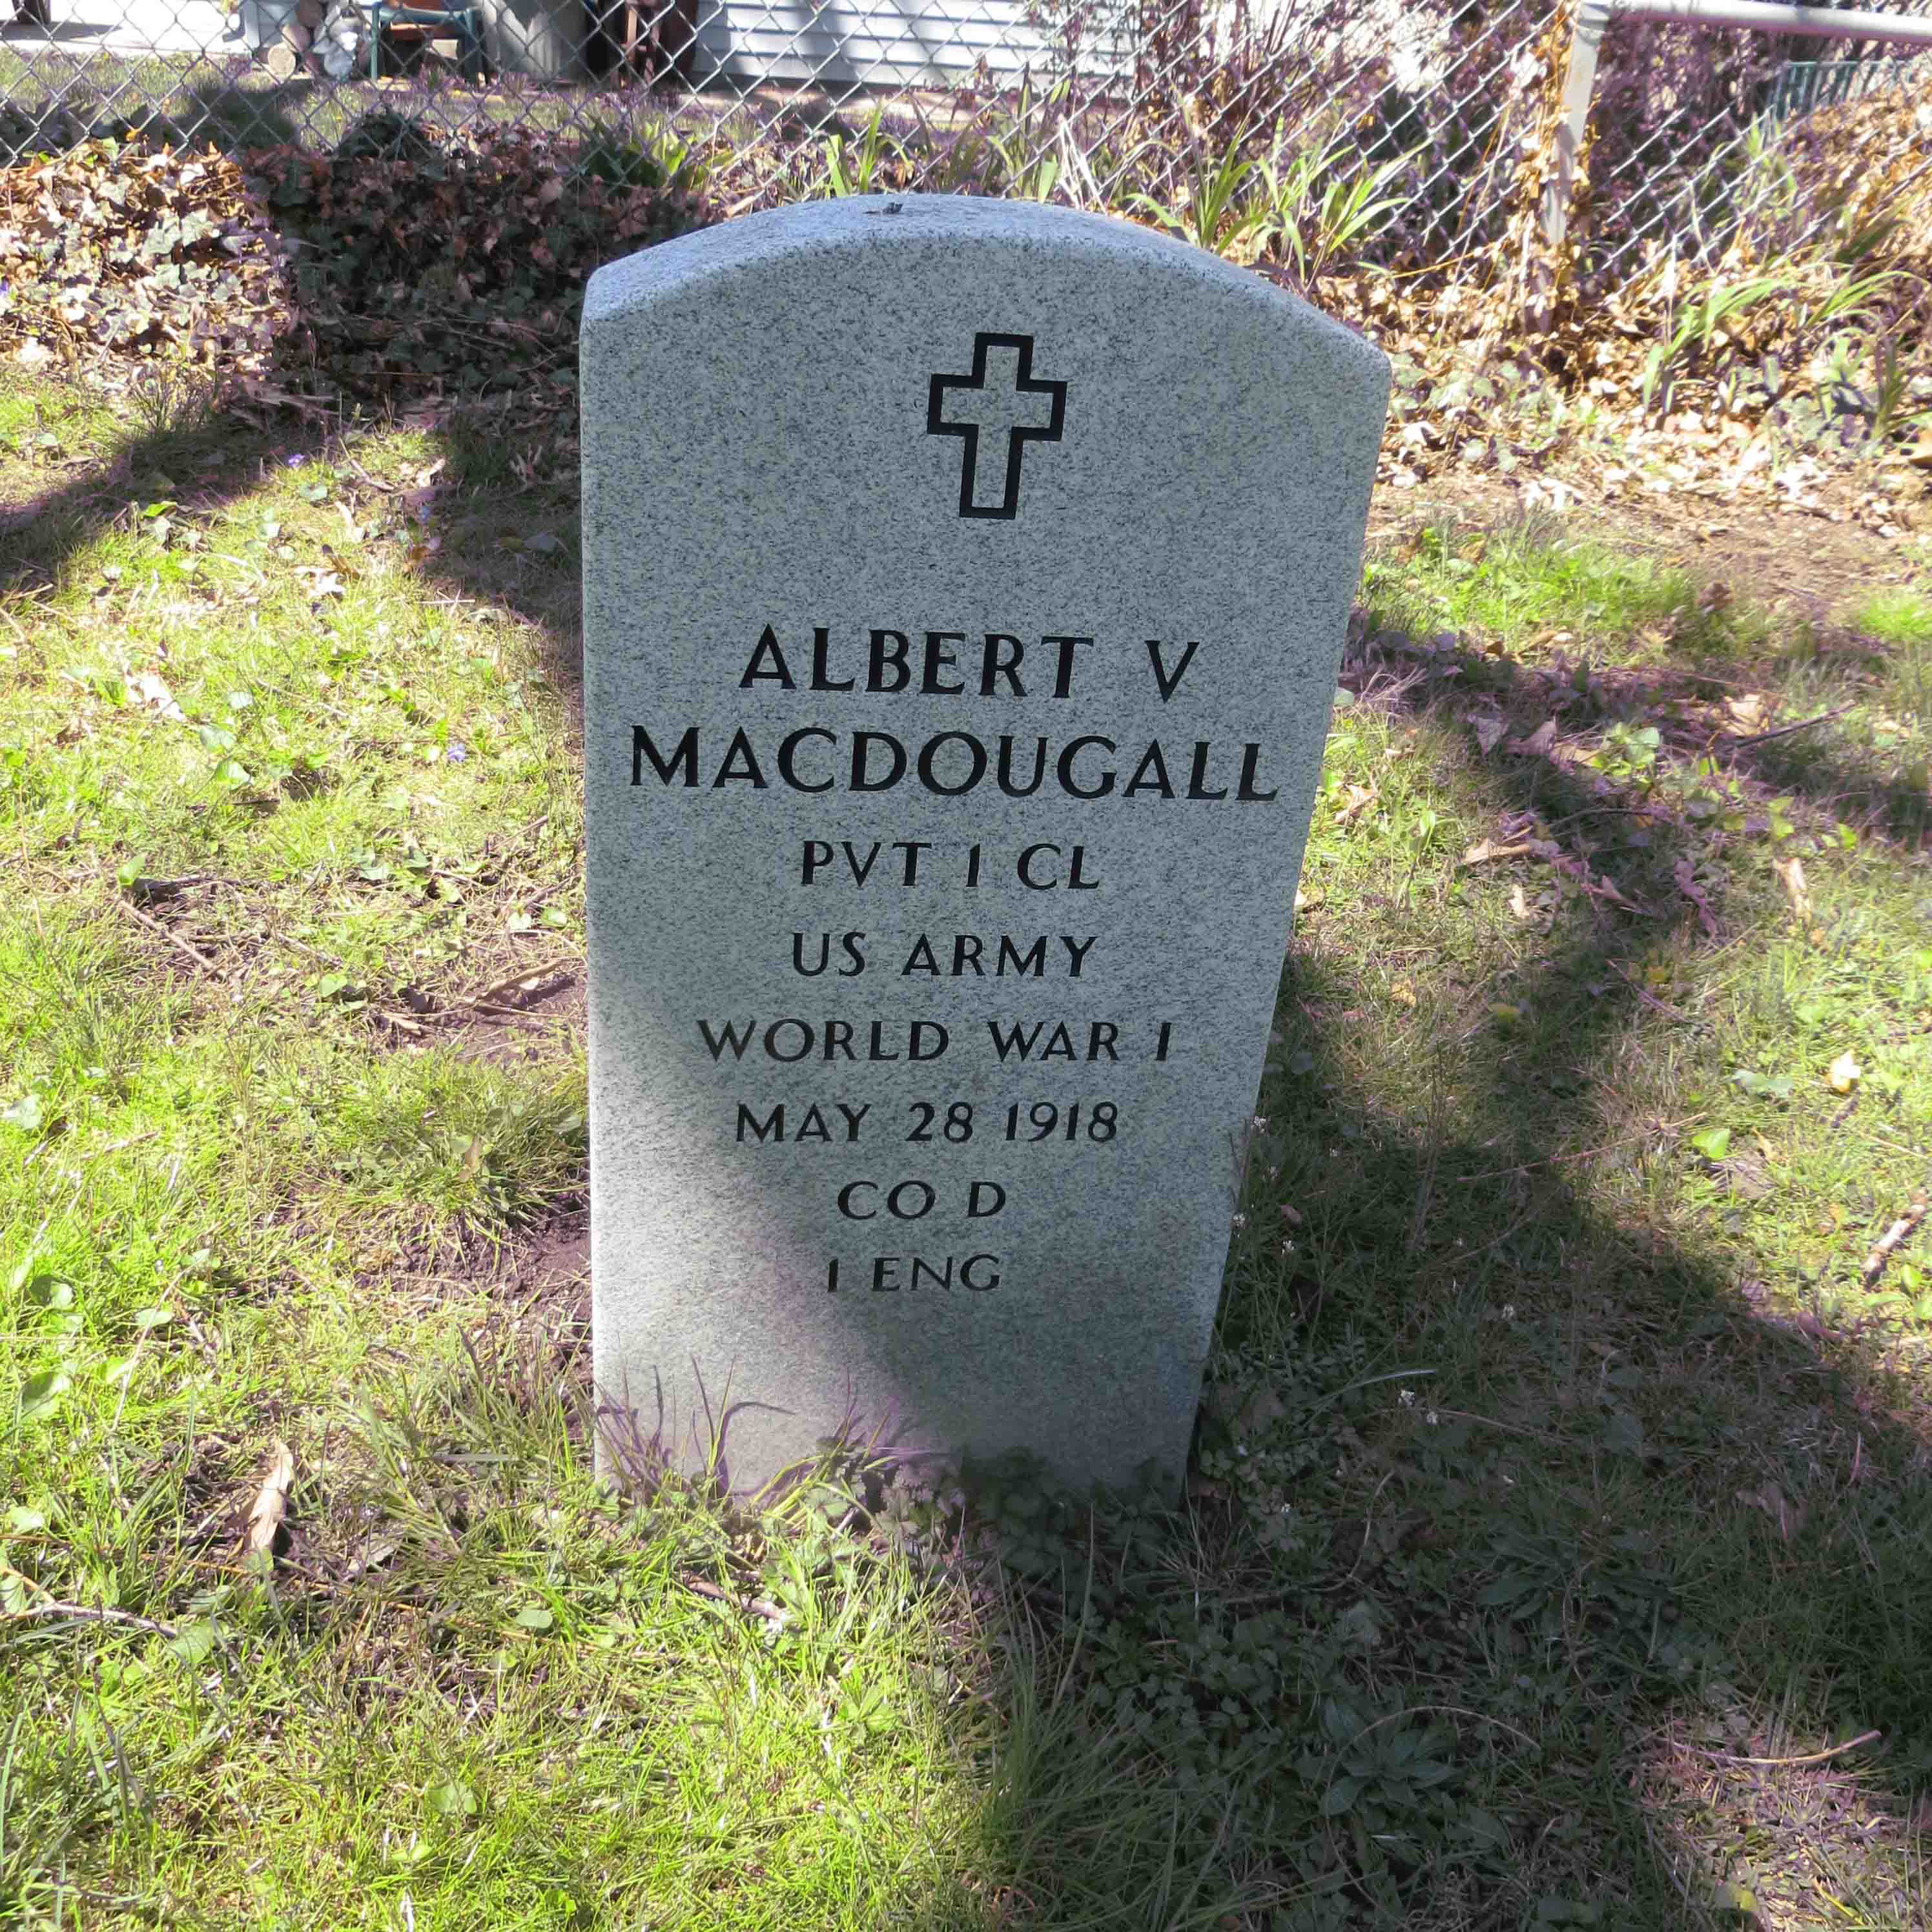 ALBERT V
MACDOUGALL
PVT 1 CL
US ARMY
WORLD WAR I
MAY 28 1918
CO D
1 ENG